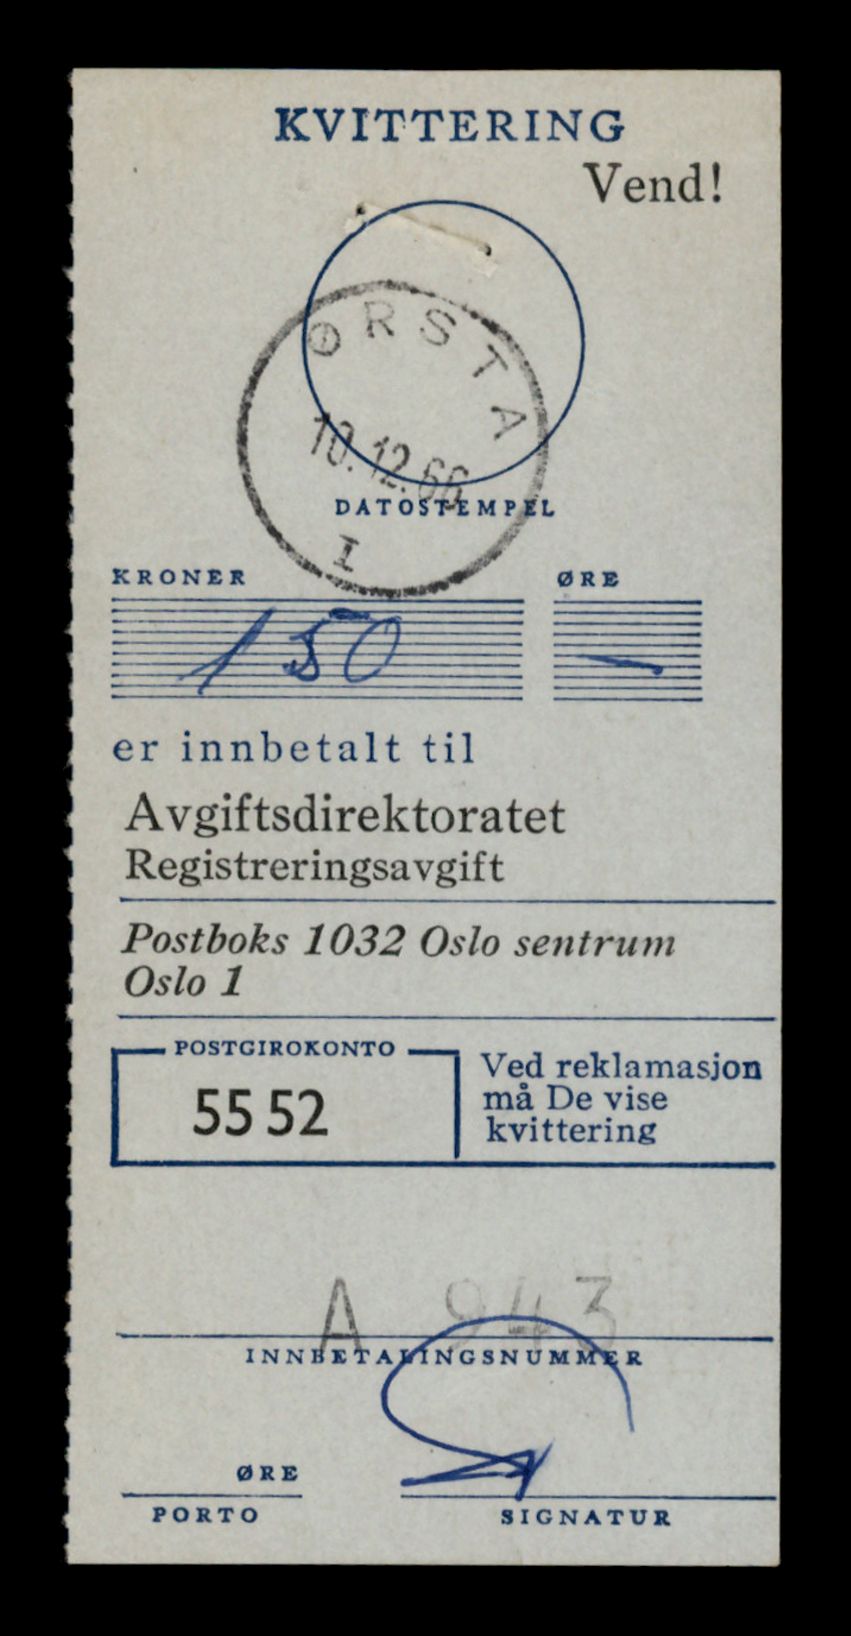 KVITTERING
Vend!
ØRSTA
10.12.66
I
DATOSTEMPEL
KRONER ØRE
150 —
er innbetalt til
Avgiftsdirektoratet
Registreringsavgift
Postboks 1032 Oslo sentrum
Oslo 1
POSTGIROKONTO
55 52
Ved reklamasjon
må De vise
kvittering
A 943
INNBETALINGSNUMMER
ØRE
PORTO
SIGNATUR